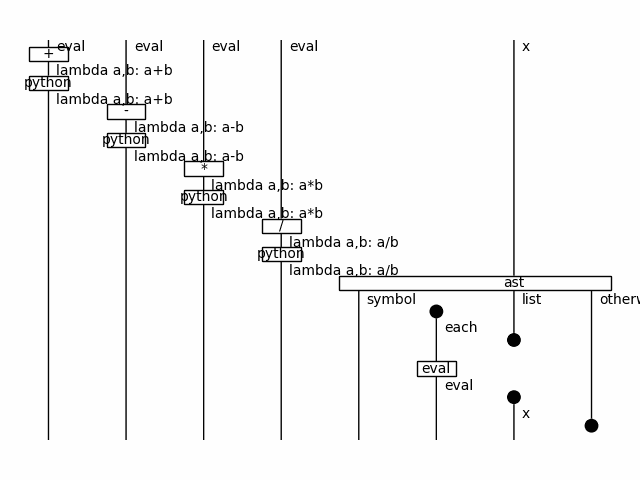 eval eval eval eval x
+
lambda a,b: a+b
python
lambda a,b: a+b
-
lambda a,b: a-b
python
lambda a,b: a-b
*
lambda a,b: a*b
python
lambda a,b: a*b
/
lambda a,b: a/b
python
lambda a,b: a/b
ast
symbol list otherw
each
eval
eval
x